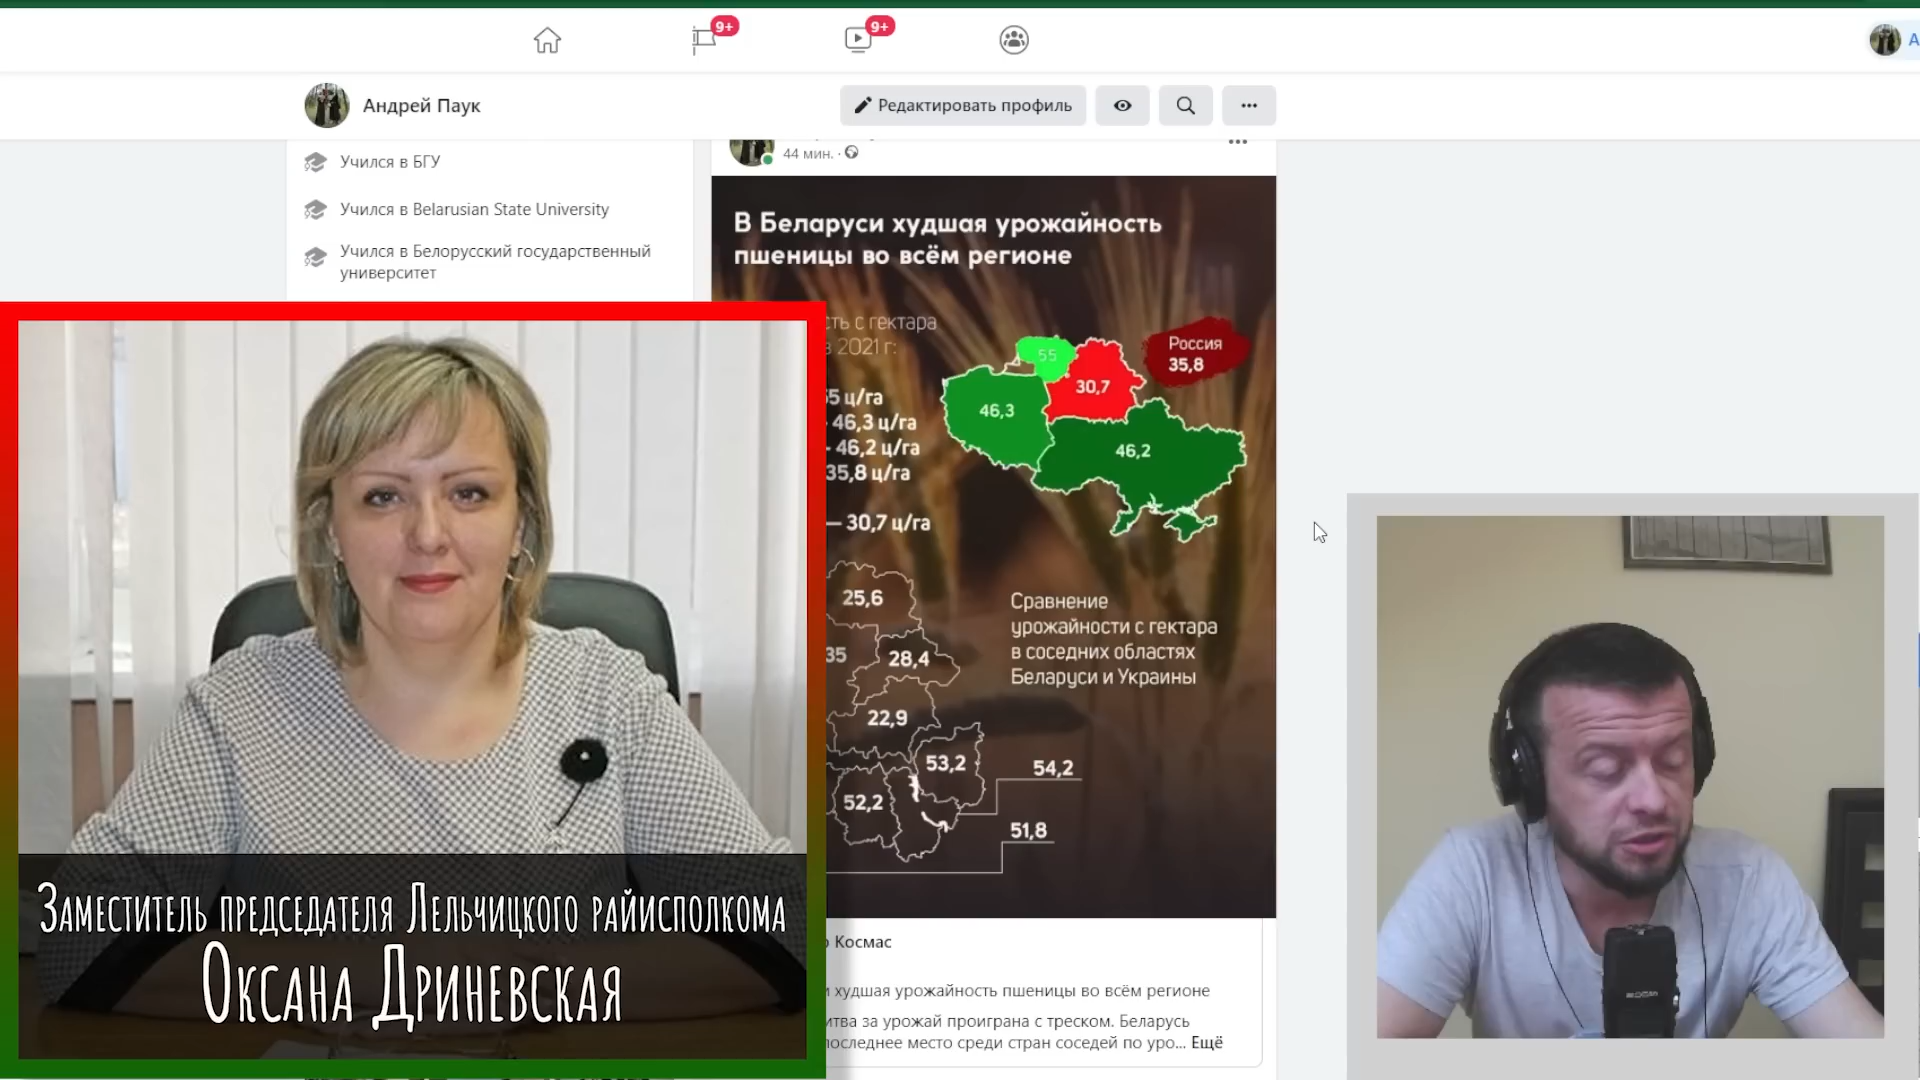 9+
9+
А
Андрей Паук
Редактировать профиль
Учился в БГУ
Учился в Belarusian State University
Учился в Белорусский государственный
университет
44 мин.
В Беларуси худшая урожайность
пшеницы во всём регионе
с гектара
2021 г:
ц/га
46,3 ц/га
46,2 ц/га
35,8 ц/га
— 30,7 ц/га
55
Россия
35,8
30,7
46,3
46,2
25,6
35
28,4
22,9
53,2
52,2
54,2
51,8
Сравнение
урожайности с гектара
в соседних областях
Беларуси и Украины
Космас
худшая урожайность пшеницы во всём регионе
за урожай проиграна с треском. Беларусь
место среди стран соседей по уро... Ещё
Заместитель председателя Лельчицкого райисполкома
Оксана Дриневская